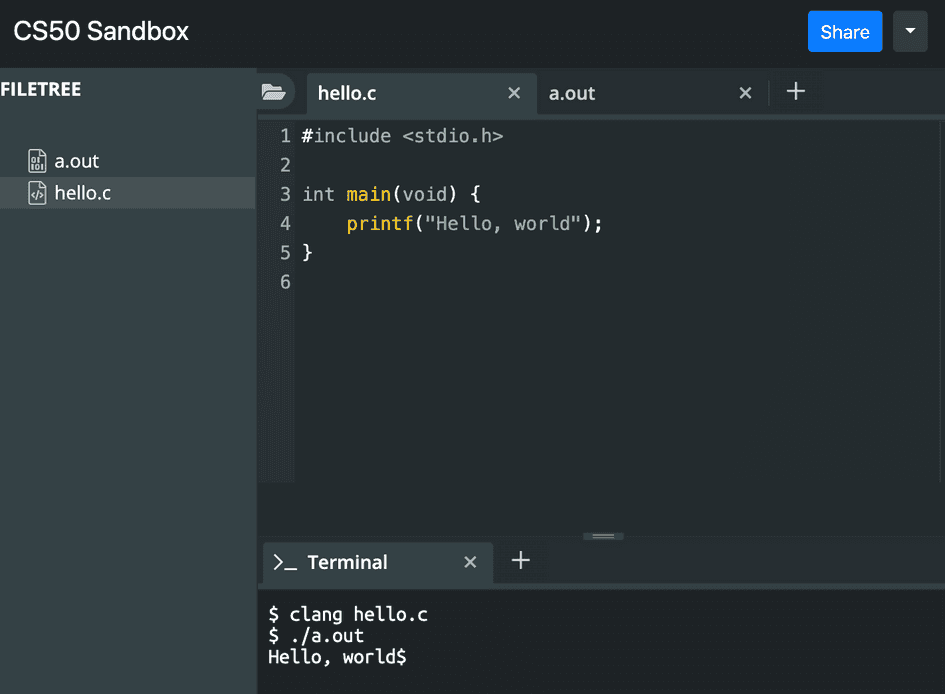 CS50 Sandbox
Share
FILETREE
a.out
hello.c
hello.c
a.out
1 #include <stdio.h>
2
3 int main(void) {
4     printf("Hello, world");
5 }
6
>_ Terminal
$ clang hello.c
$ ./a.out
Hello, world$